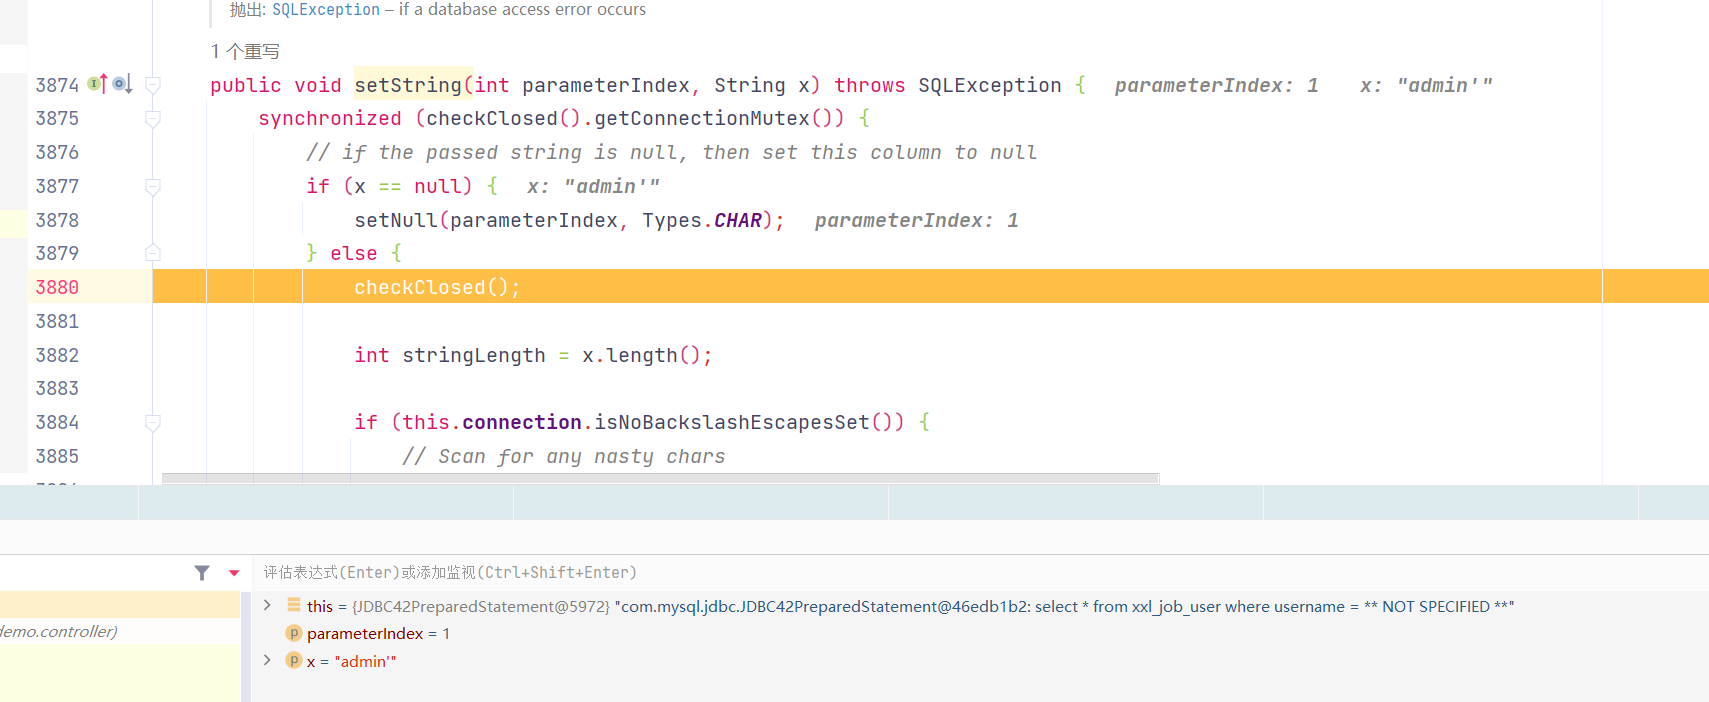 抛出: SQLException – if a database access error occurs
1 个重写
3874 public void setString(int parameterIndex, String x) throws SQLException { parameterIndex: 1 x: "admin'"
3875 synchronized (checkClosed().getConnectionMutex()) {
3876 // if the passed string is null, then set this column to null
3877 if (x == null) { x: "admin'"
3878 setNull(parameterIndex, Types.CHAR); parameterIndex: 1
3879 } else {
3880 checkClosed();
3881
3882 int stringLength = x.length();
3883
3884 if (this.connection.isNoBackslashEscapesSet()) {
3885 // Scan for any nasty chars
评估表达式(Enter)或添加监视(Ctrl+Shift+Enter)
this = {JDBC42PreparedStatement@5972} "com.mysql.jdbc.JDBC42PreparedStatement@46edb1b2: select * from xxl_job_user where username = ** NOT SPECIFIED **"
demo.controller)
parameterIndex = 1
x = "admin'"